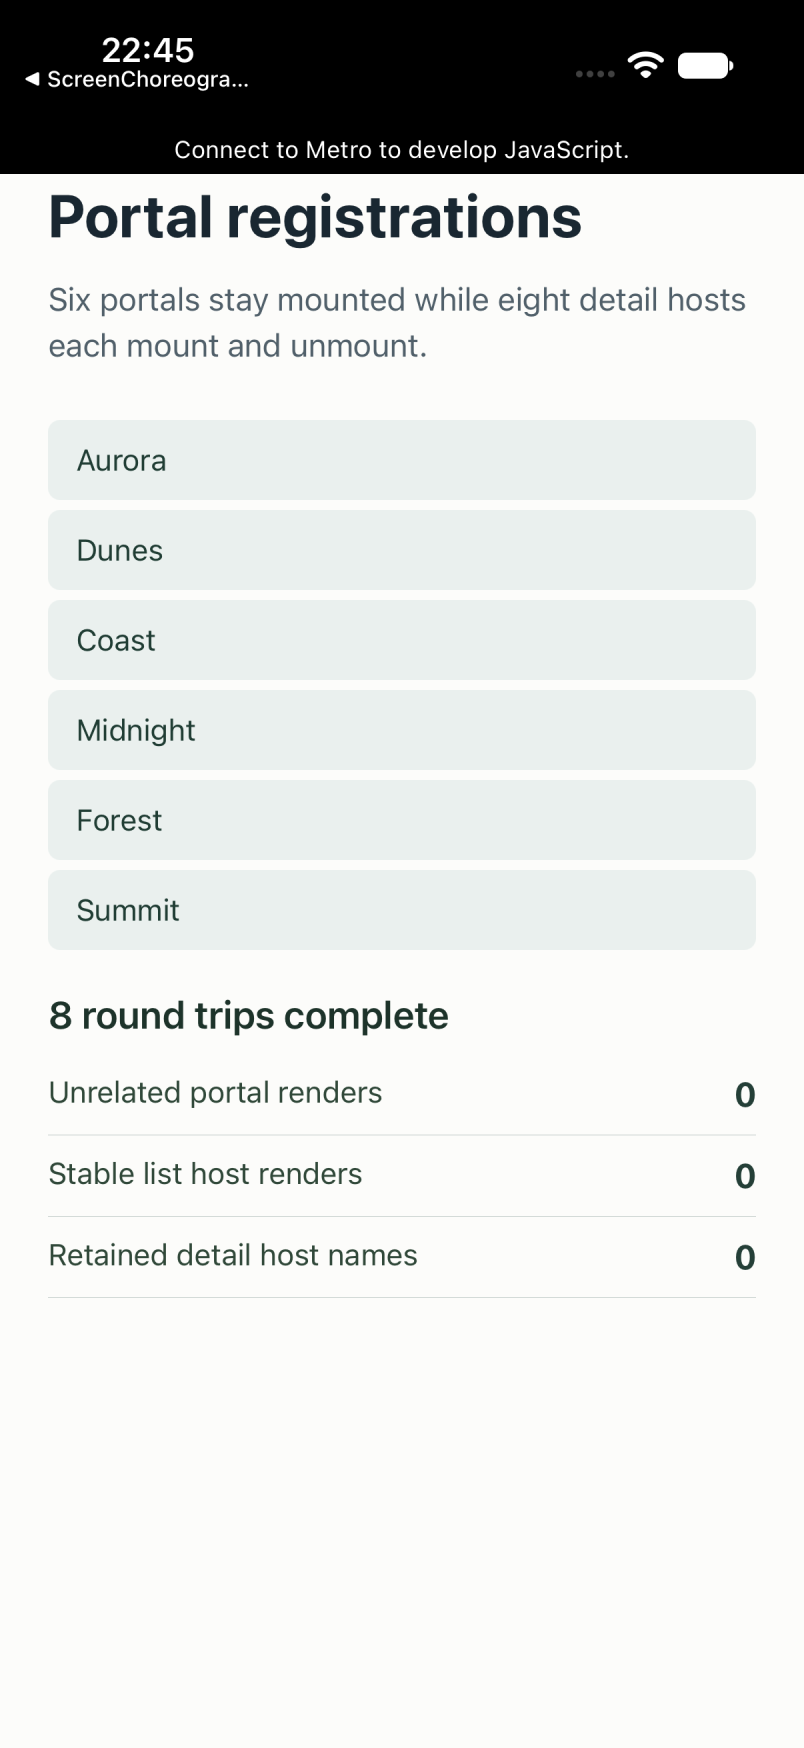 22:45
◀ ScreenChoreogra...
Connect to Metro to develop JavaScript.
Portal registrations
Six portals stay mounted while eight detail hosts
each mount and unmount.
Aurora
Dunes
Coast
Midnight
Forest
Summit
8 round trips complete
Unrelated portal renders 0
Stable list host renders 0
Retained detail host names 0